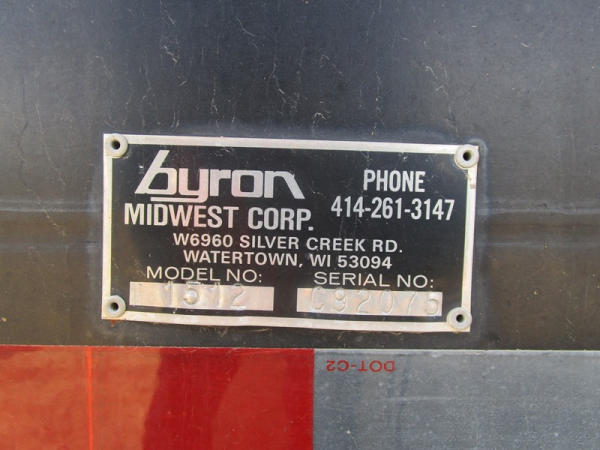 byron
MIDWEST CORP.
PHONE
414-261-3147
W6960 SILVER CREEK RD.
WATERTOWN, WI 53094
MODEL NO: SERIAL NO:
1512 C92075
DOT-C2